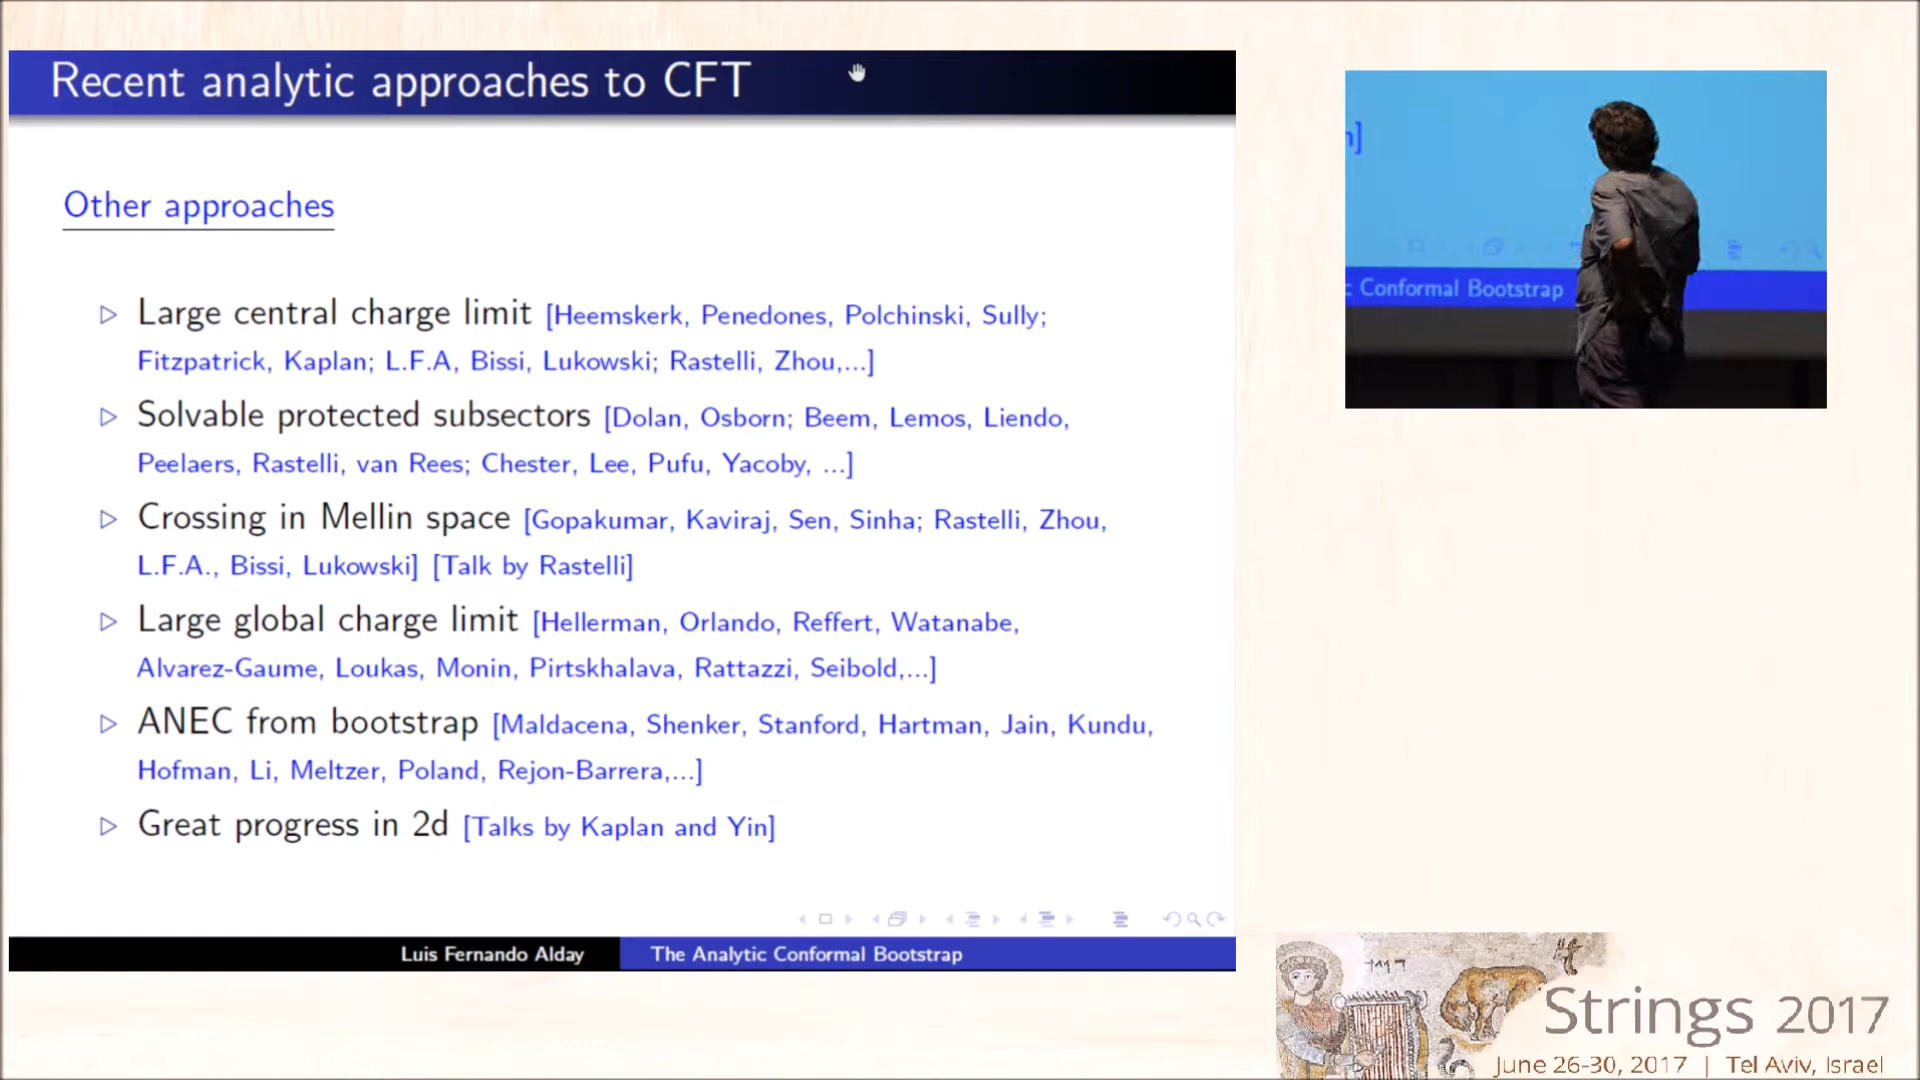 Recent analytic approaches to CFT
Other approaches
Large central charge limit [Heemskerk, Penedones, Polchinski, Sully;
Fitzpatrick, Kaplan; L.F.A, Bissi, Lukowski; Rastelli, Zhou,...]
Solvable protected subsectors [Dolan, Osborn; Beem, Lemos, Liendo,
Peelaers, Rastelli, van Rees; Chester, Lee, Pufu, Yacoby, ...]
Crossing in Mellin space [Gopakumar, Kaviraj, Sen, Sinha; Rastelli, Zhou,
L.F.A., Bissi, Lukowski] [Talk by Rastelli]
Large global charge limit [Hellerman, Orlando, Reffert, Watanabe,
Alvarez-Gaume, Loukas, Monin, Pirtskhalava, Rattazzi, Seibold,...]
ANEC from bootstrap [Maldacena, Shenker, Stanford, Hartman, Jain, Kundu,
Hofman, Li, Meltzer, Poland, Rejon-Barrera,...]
Great progress in 2d [Talks by Kaplan and Yin]
Luis Fernando Alday The Analytic Conformal Bootstrap
n]
c Conformal Bootstrap
Strings 2017
June 26-30, 2017 | Tel Aviv, Israel